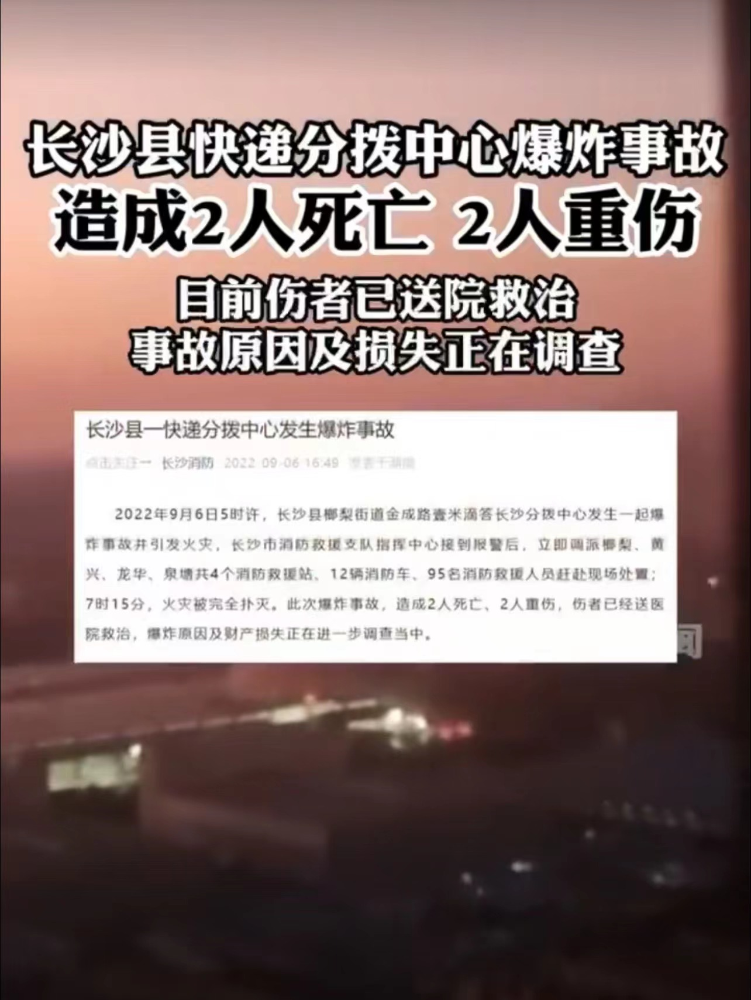 长沙县快递分拨中心爆炸事故
造成2人死亡 2人重伤
目前伤者已送院救治
事故原因及损失正在调查
长沙县一快递分拨中心发生爆炸事故
点击关注→ 长沙消防 2022-09-06 16:49
2022年9月6日5时许，长沙县㮾梨街道金成路壹米滴答长沙分拨中心发生一起爆
炸事故并引发火灾，长沙市消防救援支队指挥中心接到报警后，立即调派㮾梨、黄
兴、龙华、泉塘共4个消防救援站、12辆消防车、95名消防救援人员赶赴现场处置；
7时15分，火灾被完全扑灭。此次爆炸事故，造成2人死亡、2人重伤，伤者已经送医
院救治，爆炸原因及财产损失正在进一步调查当中。
闻